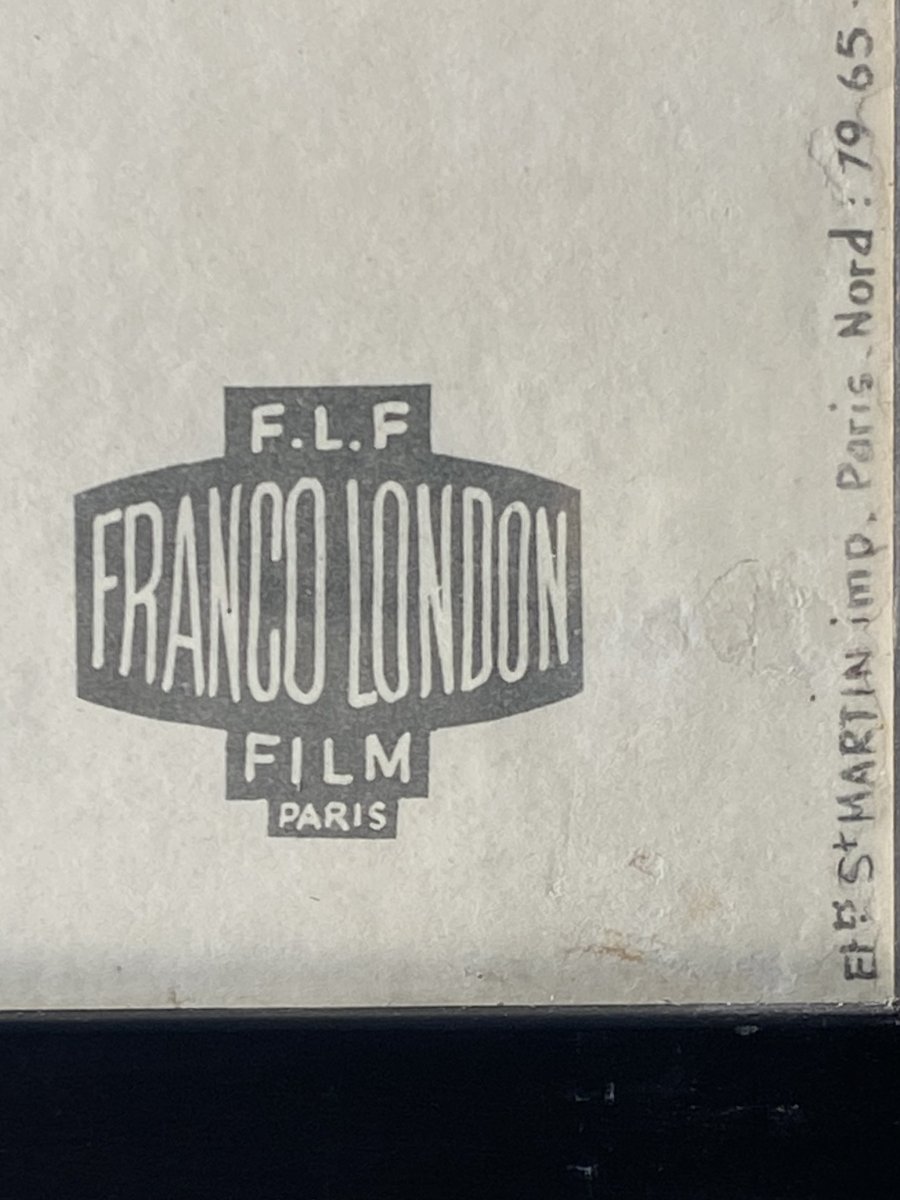 F.L.F
FRANCO LONDON
FILM
PARIS
Ets St MARTIN imp. Paris. Nord : 79-65.